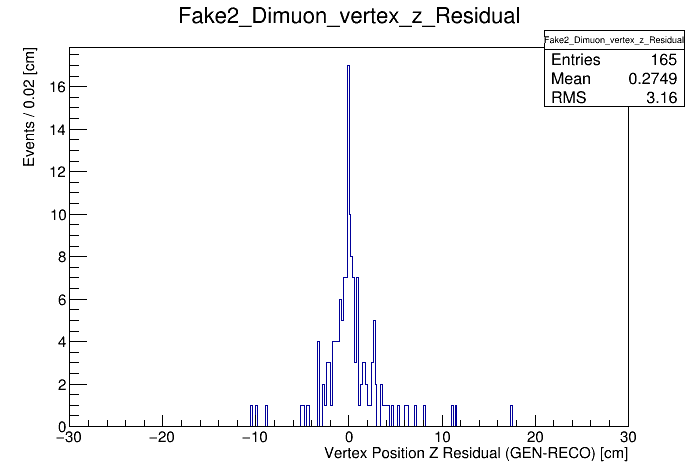 Fake2_Dimuon_vertex_z_Residual
Fake2_Dimuon_vertex_z_Residual
Entries 165
Mean 0.2749
RMS 3.16
Events / 0.02 [cm]
16
14
12
10
8
6
4
2
0
−30 −20 −10 0 10 20 30
Vertex Position Z Residual (GEN-RECO) [cm]